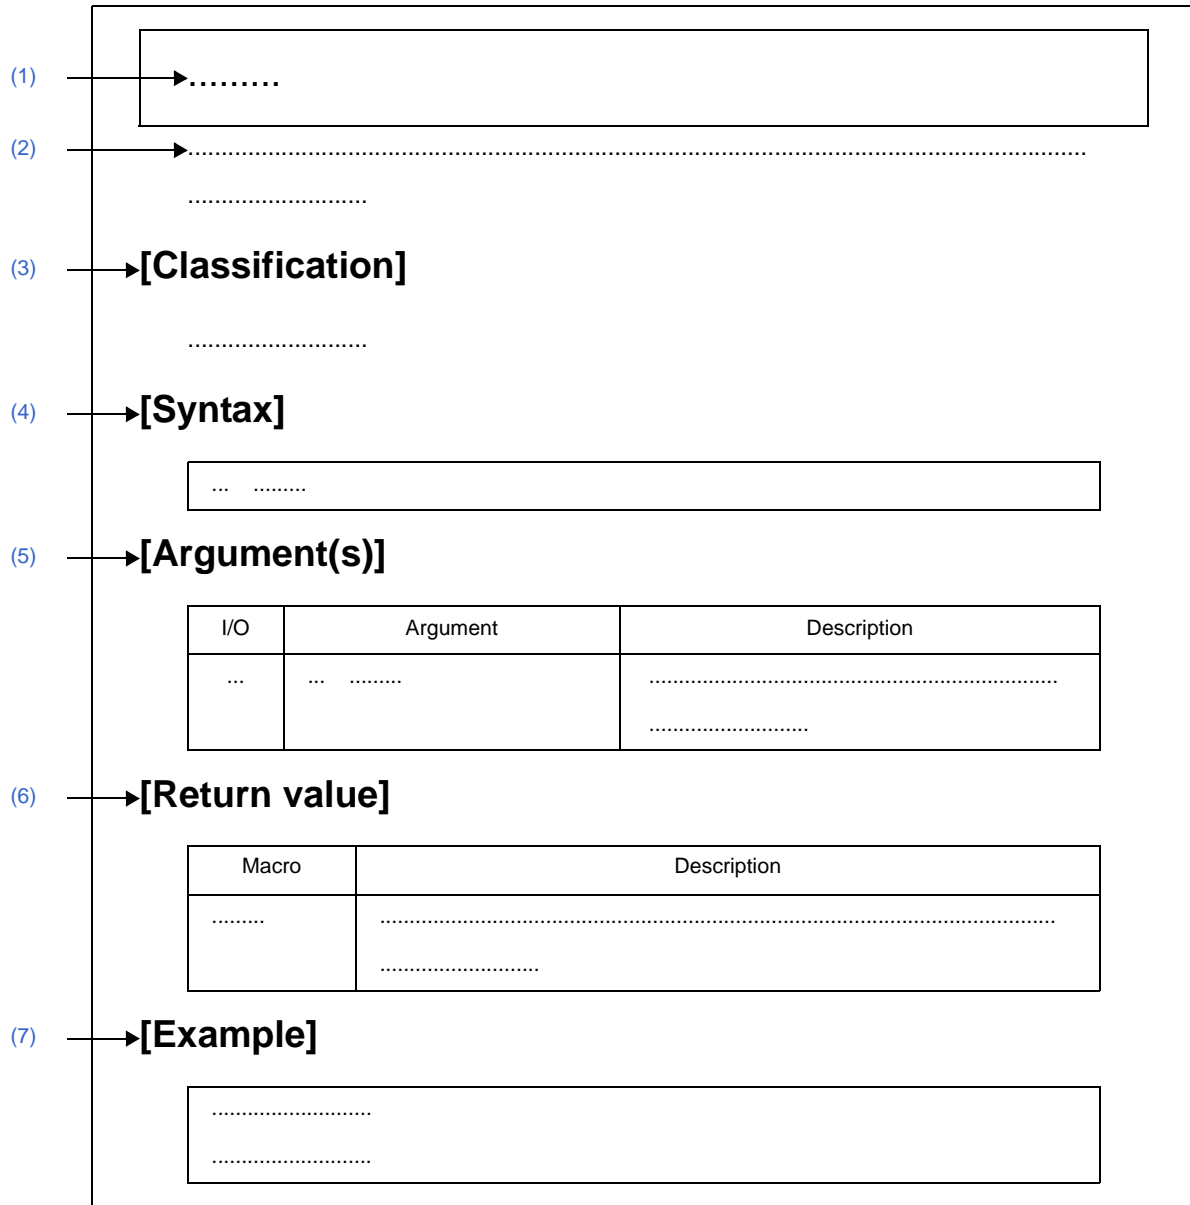 (1) .........
(2) ................................................................................................................................
...........................
(3) [Classification]
...........................
(4) [Syntax]
... .........
(5) [Argument(s)]
I/O Argument Description
... ... ......... .....................................................................
...........................
(6) [Return value]
Macro Description
......... ..................................................................................................................
...........................
(7) [Example]
...........................
...........................